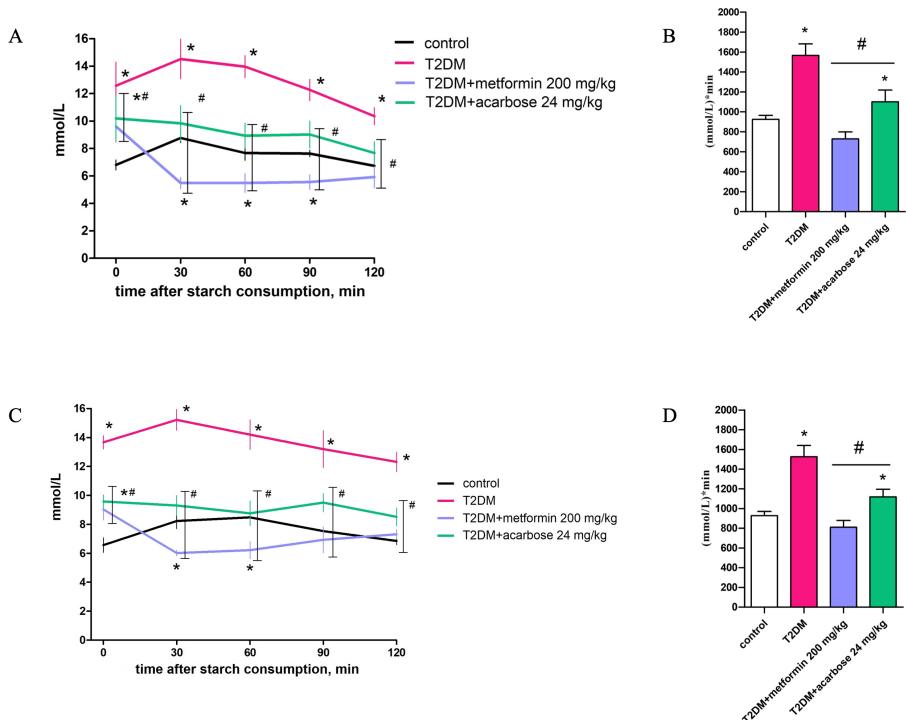 A
16
14
12
10
8
6
4
2
0
mmol/L
* * * * *
*#
# # # #
* * *
0 30 60 90 120
time after starch consumption, min
control
T2DM
T2DM+metformin 200 mg/kg
T2DM+acarbose 24 mg/kg
B
2000
1800
1600
1400
1200
1000
800
600
400
200
0
(mmol/L)*min
*
#
*
control
T2DM
T2DM+metformin 200 mg/kg
T2DM+acarbose 24 mg/kg
C
16
14
12
10
8
6
4
2
0
mmol/L
* * * * *
*# # # # #
* *
0 30 60 90 120
time after starch consumption, min
control
T2DM
T2DM+metformin 200 mg/kg
T2DM+acarbose 24 mg/kg
D
2000
1800
1600
1400
1200
1000
800
600
400
200
0
(mmol/L)*min
*
#
*
control
T2DM
T2DM+metformin 200 mg/kg
T2DM+acarbose 24 mg/kg